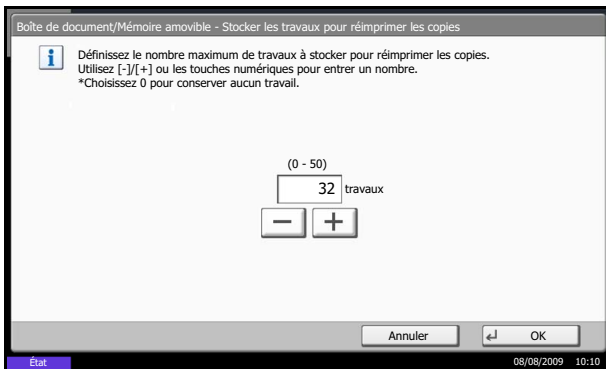 Boîte de document/Mémoire amovible - Stocker les travaux pour réimprimer les copies
Définissez le nombre maximum de travaux à stocker pour réimprimer les copies.
Utilisez [-]/[+] ou les touches numériques pour entrer un nombre.
*Choisissez 0 pour conserver aucun travail.
(0 - 50)
32 travaux
Annuler OK
État 08/08/2009 10:10